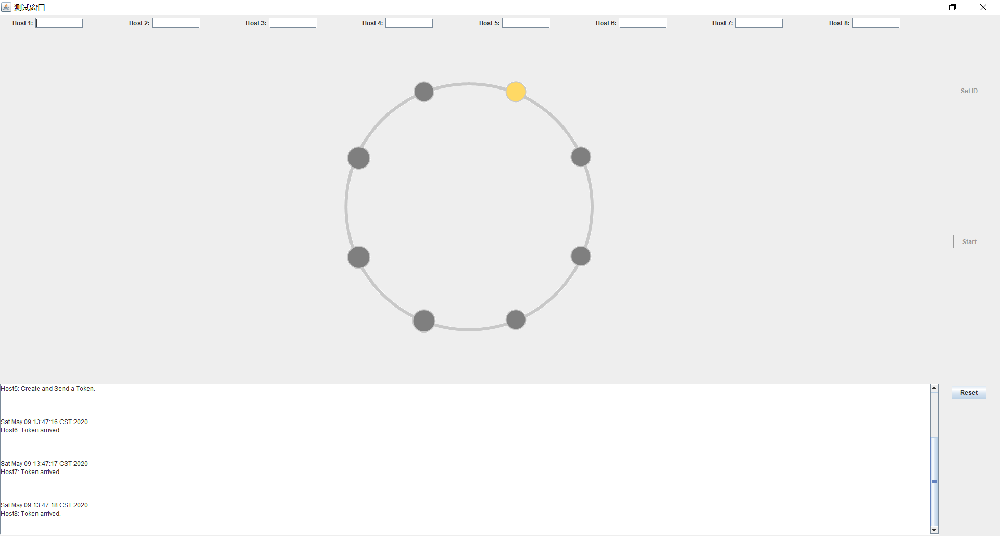 测试窗口
Host 1: Host 2: Host 3: Host 4: Host 5: Host 6: Host 7: Host 8:
Set ID
Start
Reset
Host5: Create and Send a Token.
Sat May 09 13:47:16 CST 2020
Host6: Token arrived.
Sat May 09 13:47:17 CST 2020
Host7: Token arrived.
Sat May 09 13:47:18 CST 2020
Host8: Token arrived.